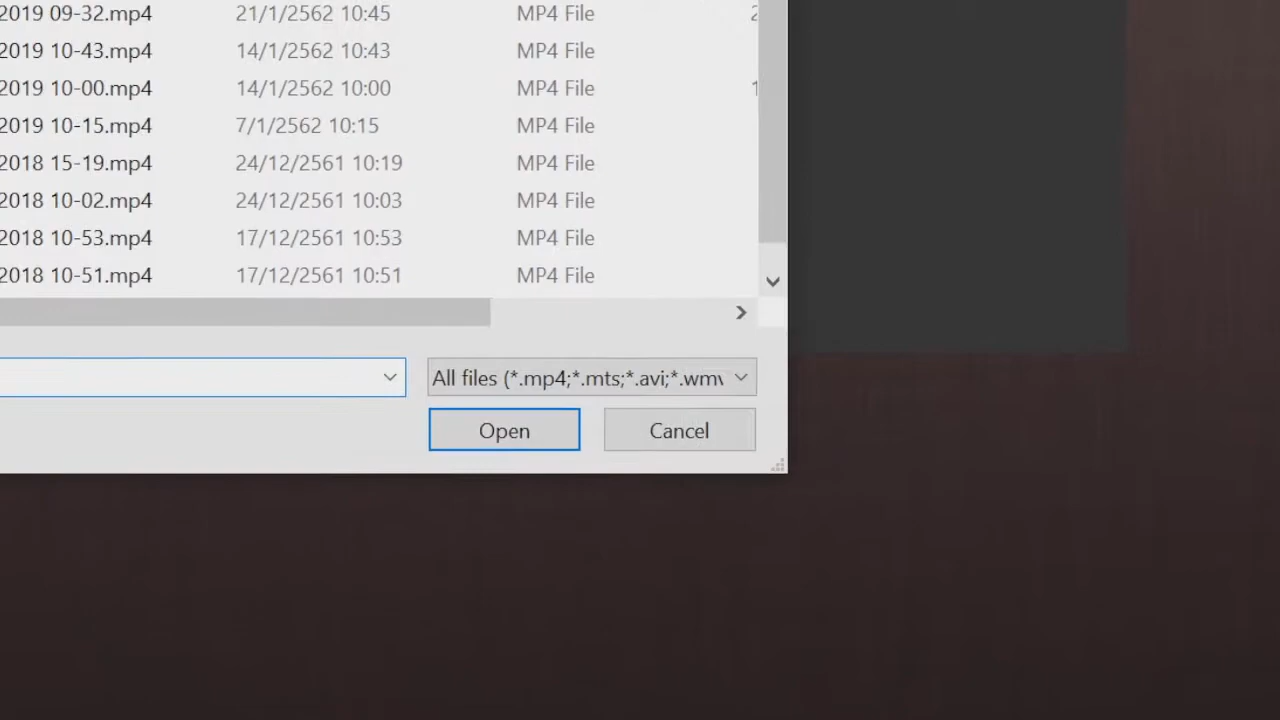 2019 09-32.mp4 21/1/2562 10:45 MP4 File
2019 10-43.mp4 14/1/2562 10:43 MP4 File
2019 10-00.mp4 14/1/2562 10:00 MP4 File 1
2019 10-15.mp4 7/1/2562 10:15 MP4 File
2018 15-19.mp4 24/12/2561 10:19 MP4 File
2018 10-02.mp4 24/12/2561 10:03 MP4 File
2018 10-53.mp4 17/12/2561 10:53 MP4 File
2018 10-51.mp4 17/12/2561 10:51 MP4 File
All files (*.mp4;*.mts;*.avi;*.wmv
Open Cancel